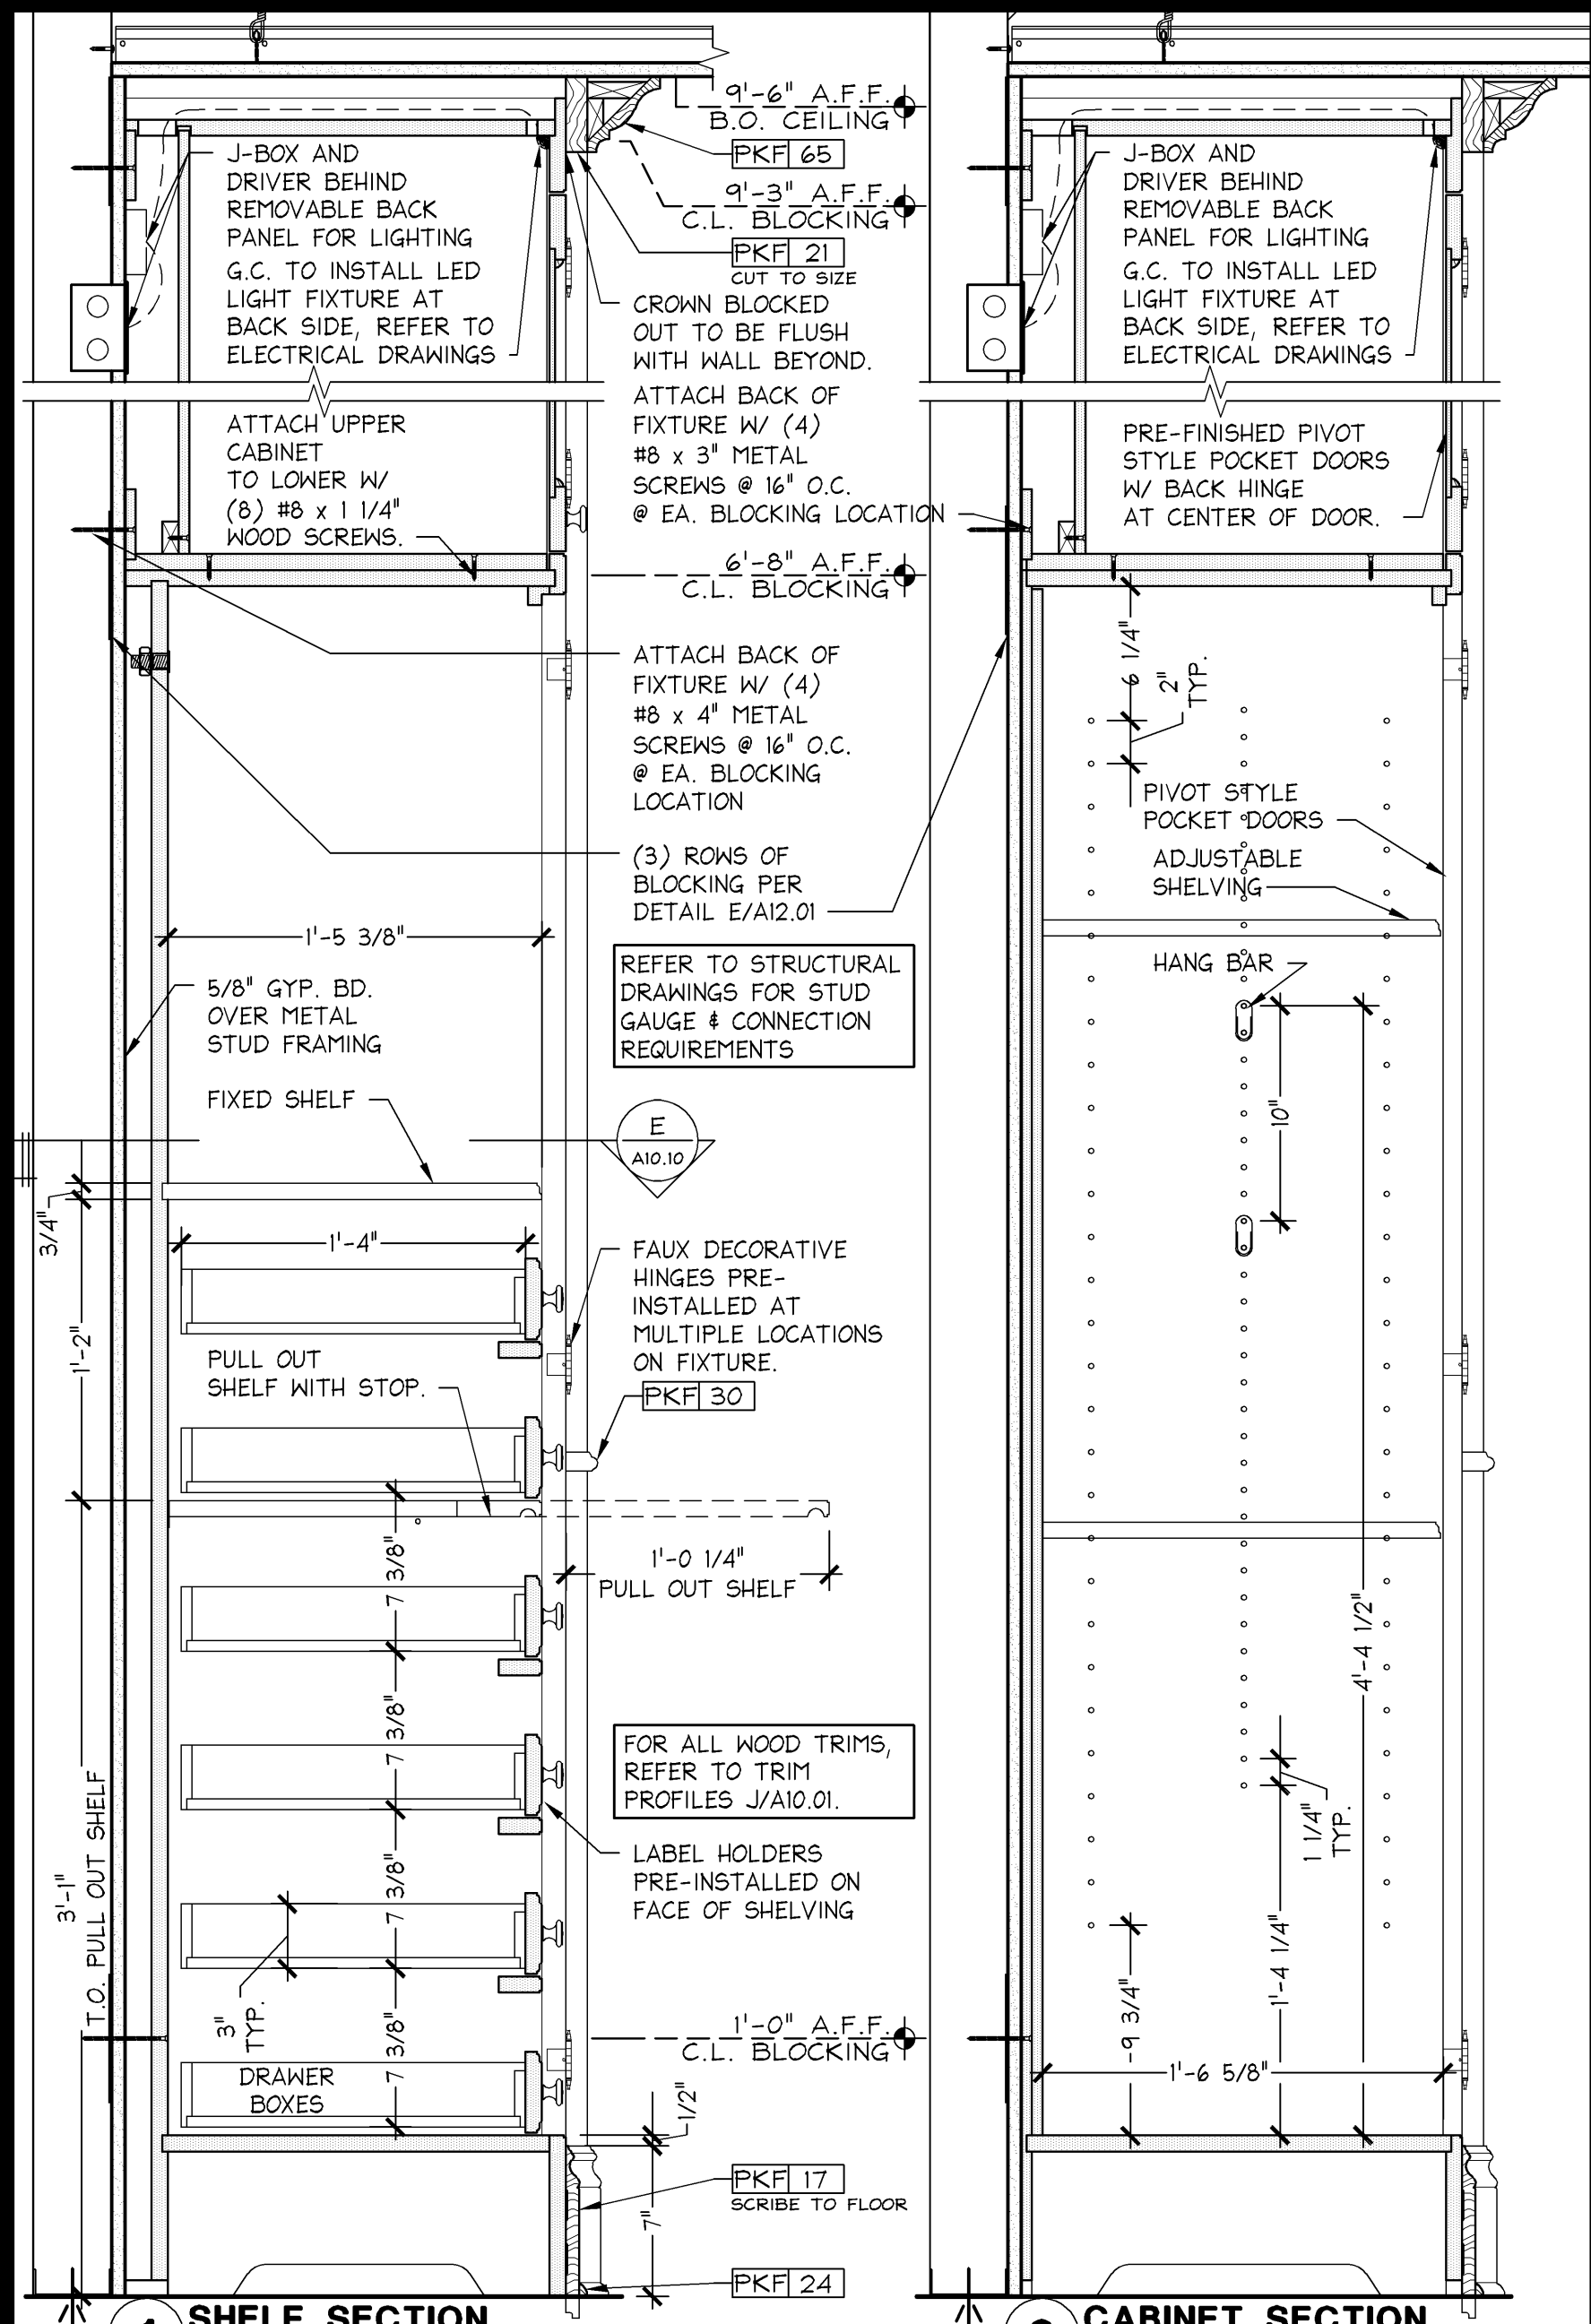 9'-6" A.F.F.
B.O. CEILING
PKF 65
9'-3" A.F.F.
C.L. BLOCKING
PKF 21
CUT TO SIZE
J-BOX AND
DRIVER BEHIND
REMOVABLE BACK
PANEL FOR LIGHTING
G.C. TO INSTALL LED
LIGHT FIXTURE AT
BACK SIDE, REFER TO
ELECTRICAL DRAWINGS
ATTACH UPPER
CABINET
TO LOWER W/
(8) #8 x 1 1/4"
WOOD SCREWS.
CROWN BLOCKED
OUT TO BE FLUSH
WITH WALL BEYOND.
ATTACH BACK OF
FIXTURE W/ (4)
#8 x 3" METAL
SCREWS @ 16" O.C.
@ EA. BLOCKING LOCATION
6'-8" A.F.F.
C.L. BLOCKING
ATTACH BACK OF
FIXTURE W/ (4)
#8 x 4" METAL
SCREWS @ 16" O.C.
@ EA. BLOCKING
LOCATION
(3) ROWS OF
BLOCKING PER
DETAIL E/A12.01
1'-5 3/8"
5/8" GYP. BD.
OVER METAL
STUD FRAMING
FIXED SHELF
REFER TO STRUCTURAL
DRAWINGS FOR STUD
GAUGE & CONNECTION
REQUIREMENTS
E
A10.10
3/4"
1'-4"
1'-2"
PULL OUT
SHELF WITH STOP.
FAUX DECORATIVE
HINGES PRE-
INSTALLED AT
MULTIPLE LOCATIONS
ON FIXTURE.
PKF 30
7 3/8"
1'-0 1/4"
PULL OUT SHELF
7 3/8"
FOR ALL WOOD TRIMS,
REFER TO TRIM
PROFILES J/A10.01.
7 3/8"
LABEL HOLDERS
PRE-INSTALLED ON
FACE OF SHELVING
3'-1"
T.O. PULL OUT SHELF
3"
TYP.
7 3/8"
DRAWER
BOXES
1'-0" A.F.F.
C.L. BLOCKING
1/2"
PKF 17
SCRIBE TO FLOOR
7"
PKF 24
SHELF SECTION
J-BOX AND
DRIVER BEHIND
REMOVABLE BACK
PANEL FOR LIGHTING
G.C. TO INSTALL LED
LIGHT FIXTURE AT
BACK SIDE, REFER TO
ELECTRICAL DRAWINGS
PRE-FINISHED PIVOT
STYLE POCKET DOORS
W/ BACK HINGE
AT CENTER OF DOOR.
6 1/4"
2"
TYP.
PIVOT STYLE
POCKET DOORS
ADJUSTABLE
SHELVING
HANG BAR
10"
4'-4 1/2"
1 1/4"
TYP.
1'-4 1/4"
9 3/4"
1'-6 5/8"
CABINET SECTION